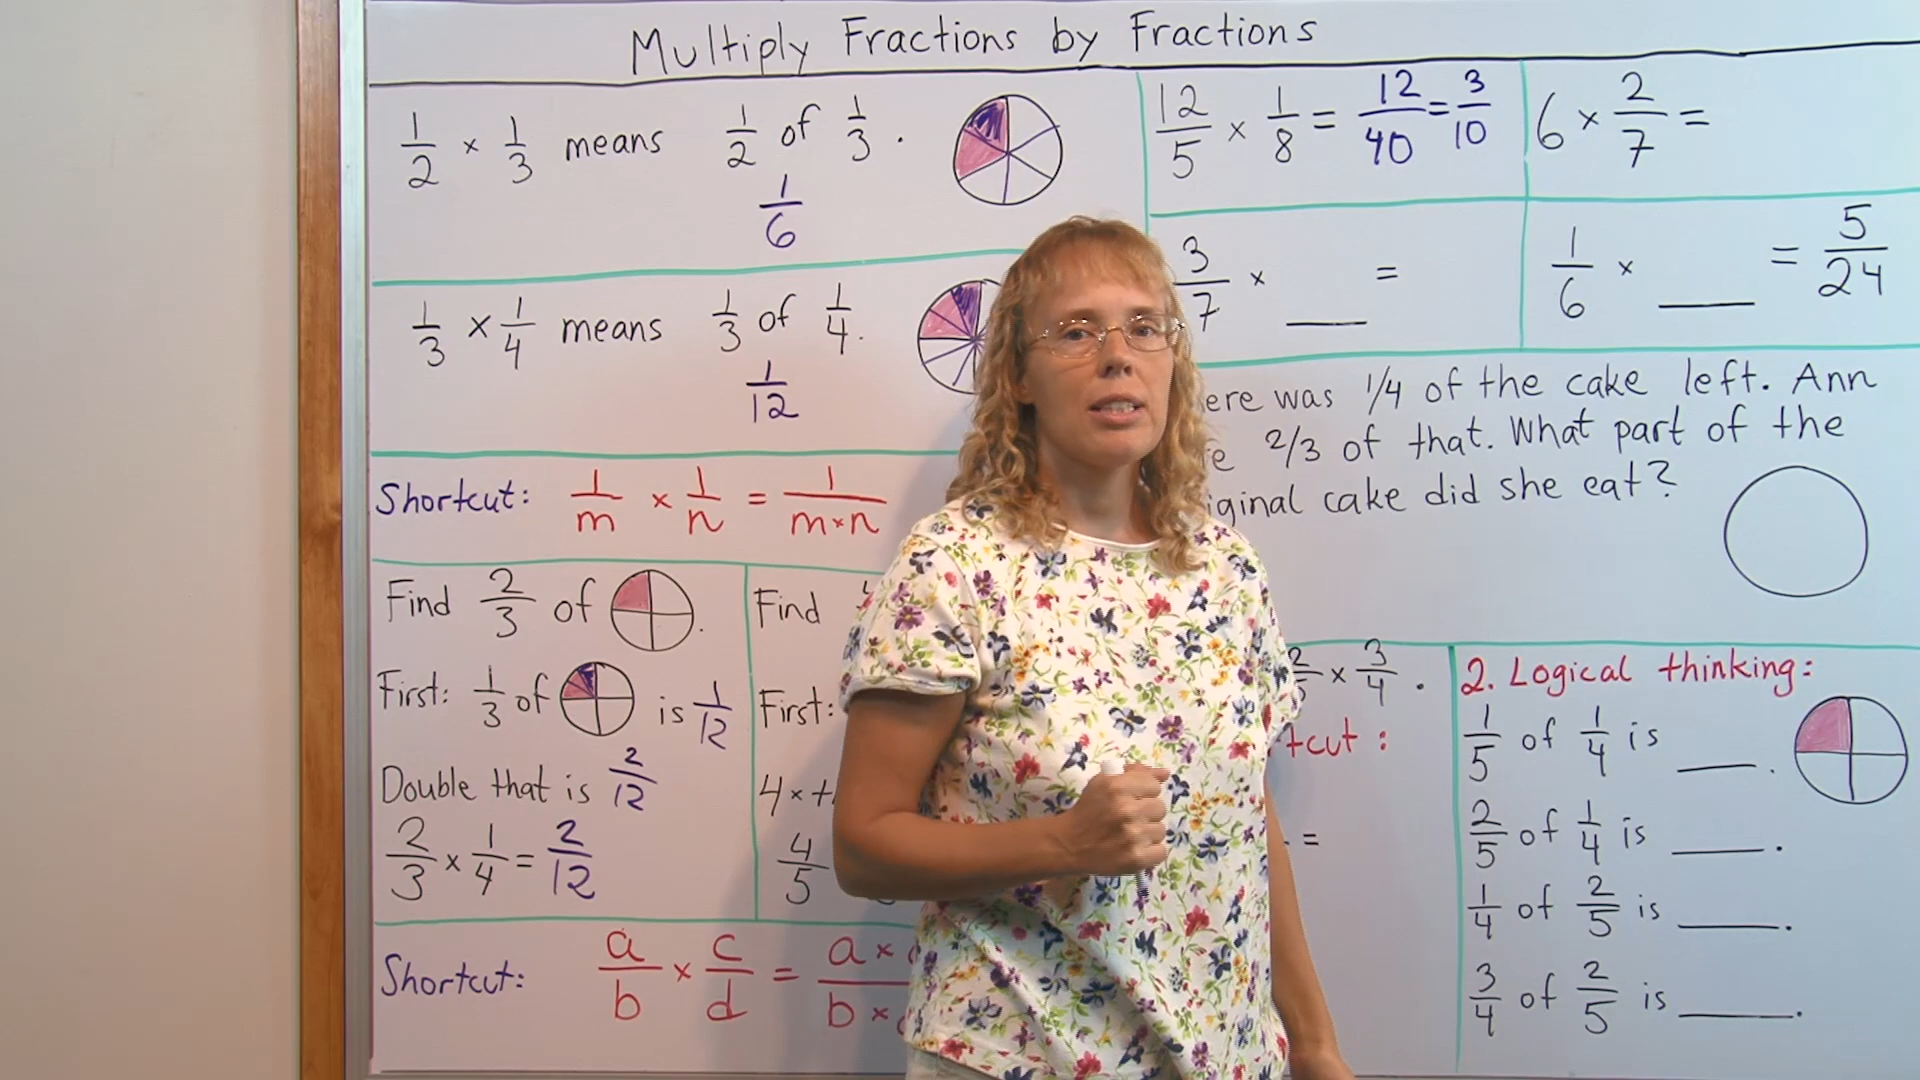 Multiply Fractions by Fractions
1/2 × 1/3 means 1/2 of 1/3.
1/6
1/3 × 1/4 means 1/3 of 1/4.
1/12
Shortcut: 1/m × 1/n = 1/m×n
Find 2/3 of
First: 1/3 of is 1/12
Double that is 2/12
2/3 × 1/4 = 2/12
Find
First:
4 ×
4/5
Shortcut: a/b × c/d = a× / b×
12/5 × 1/8 = 12/40 = 3/10
6 × 2/7 =
3/7 × ___ =
1/6 × ___ = 5/24
was 1/4 of the cake left. Ann
2/3 of that. What part of the
cake did she eat?
× 3/4.
:
=
2. Logical thinking:
1/5 of 1/4 is ___.
2/5 of 1/4 is ___.
1/4 of 2/5 is ___.
3/4 of 2/5 is ___.